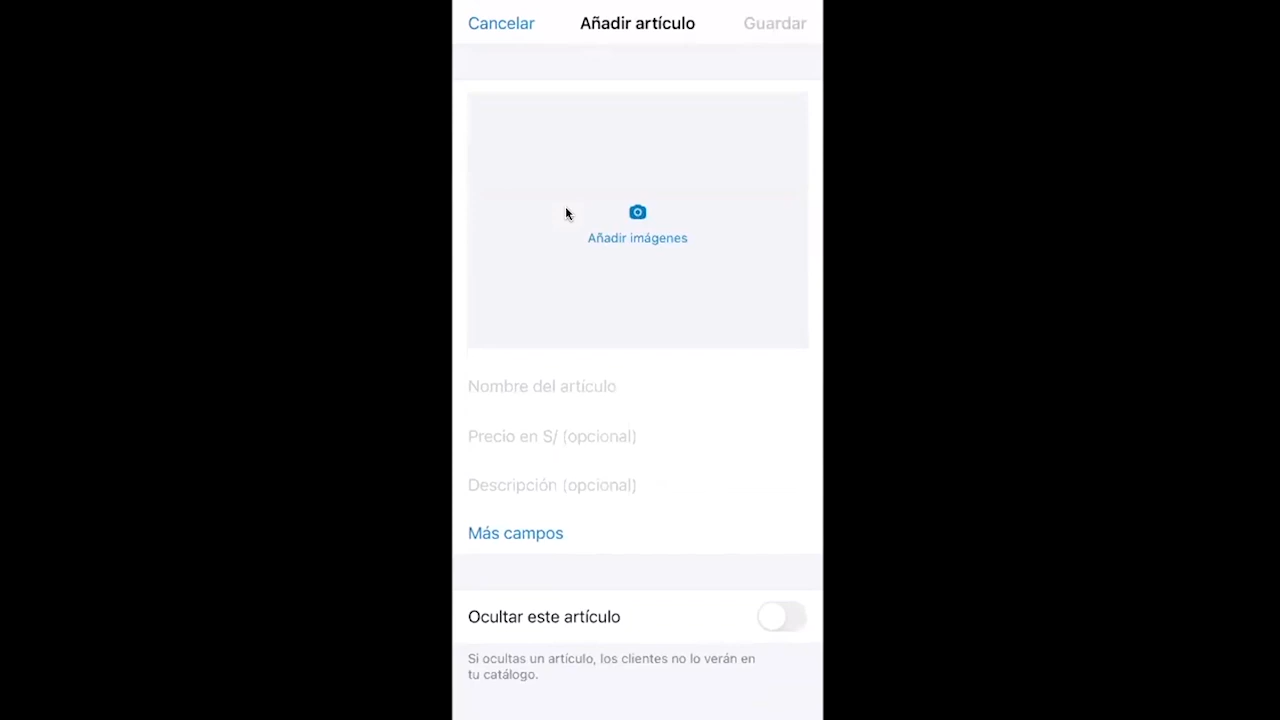 Cancelar Añadir artículo Guardar
Añadir imágenes
Nombre del artículo
Precio en S/ (opcional)
Descripción (opcional)
Más campos
Ocultar este artículo
Si ocultas un artículo, los clientes no lo verán en
tu catálogo.